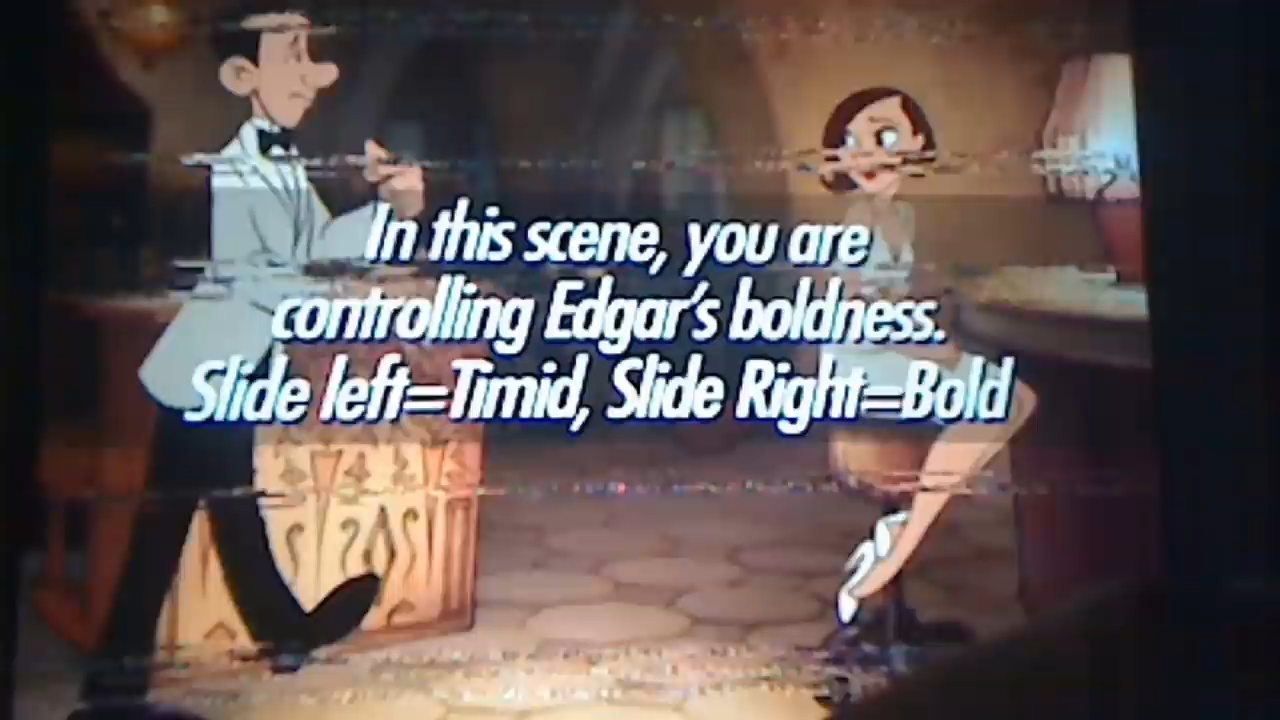 In this scene, you are
controlling Edgar's boldness.
Slide left=Timid, Slide Right=Bold